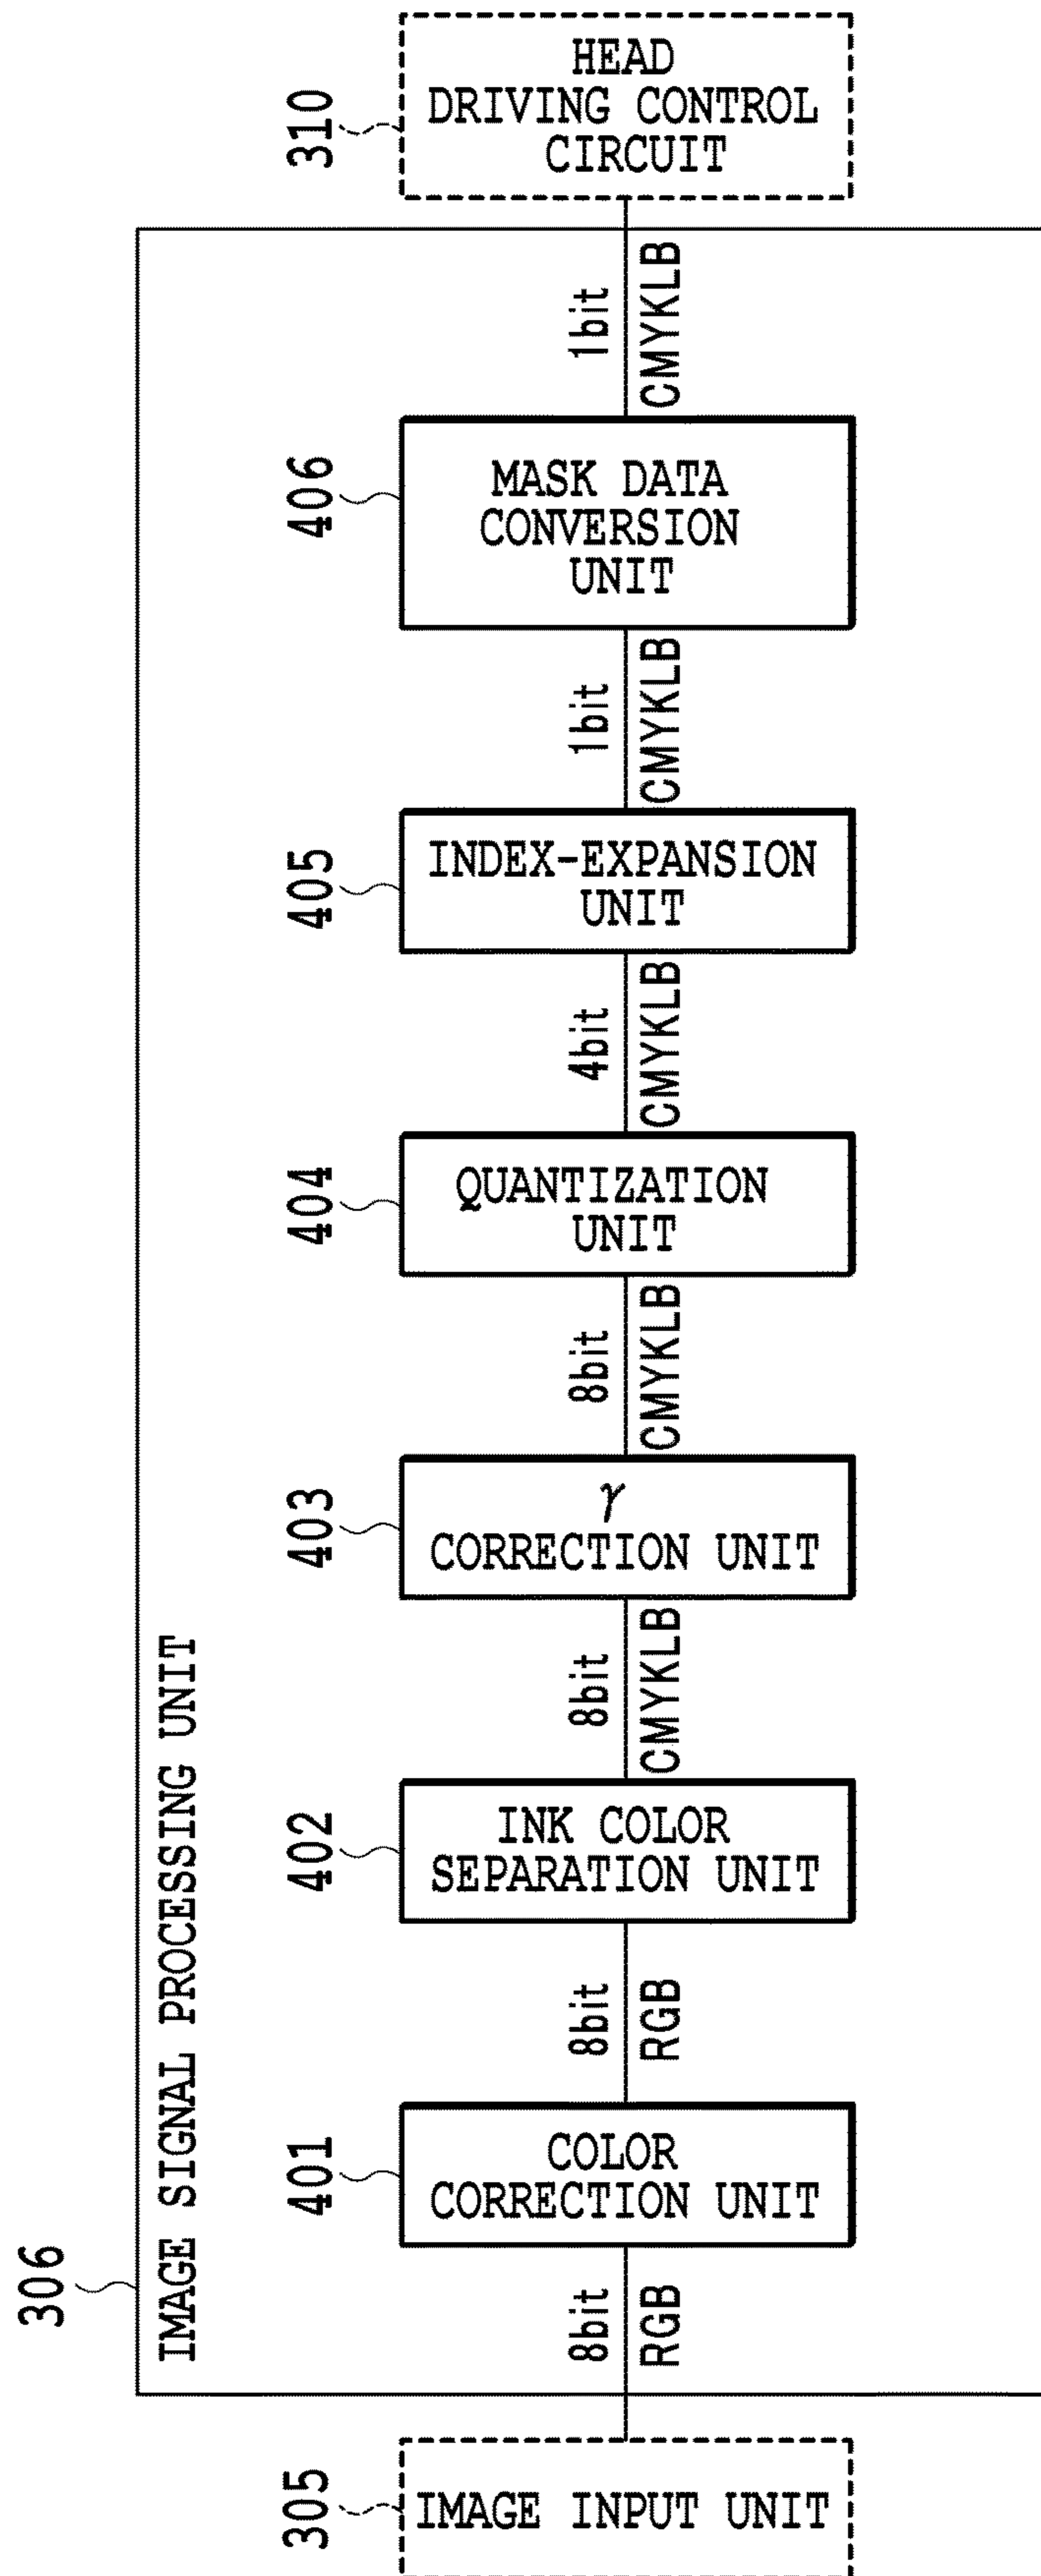 306
IMAGE SIGNAL PROCESSING UNIT
305
IMAGE INPUT UNIT
8bit
RGB
401
COLOR
CORRECTION UNIT
8bit
RGB
402
INK COLOR
SEPARATION UNIT
8bit
CMYKLB
403
γ
CORRECTION UNIT
8bit
CMYKLB
404
QUANTIZATION
UNIT
4bit
CMYKLB
405
INDEX-EXPANSION
UNIT
1bit
CMYKLB
406
MASK DATA
CONVERSION
UNIT
1bit
CMYKLB
310
HEAD
DRIVING CONTROL
CIRCUIT